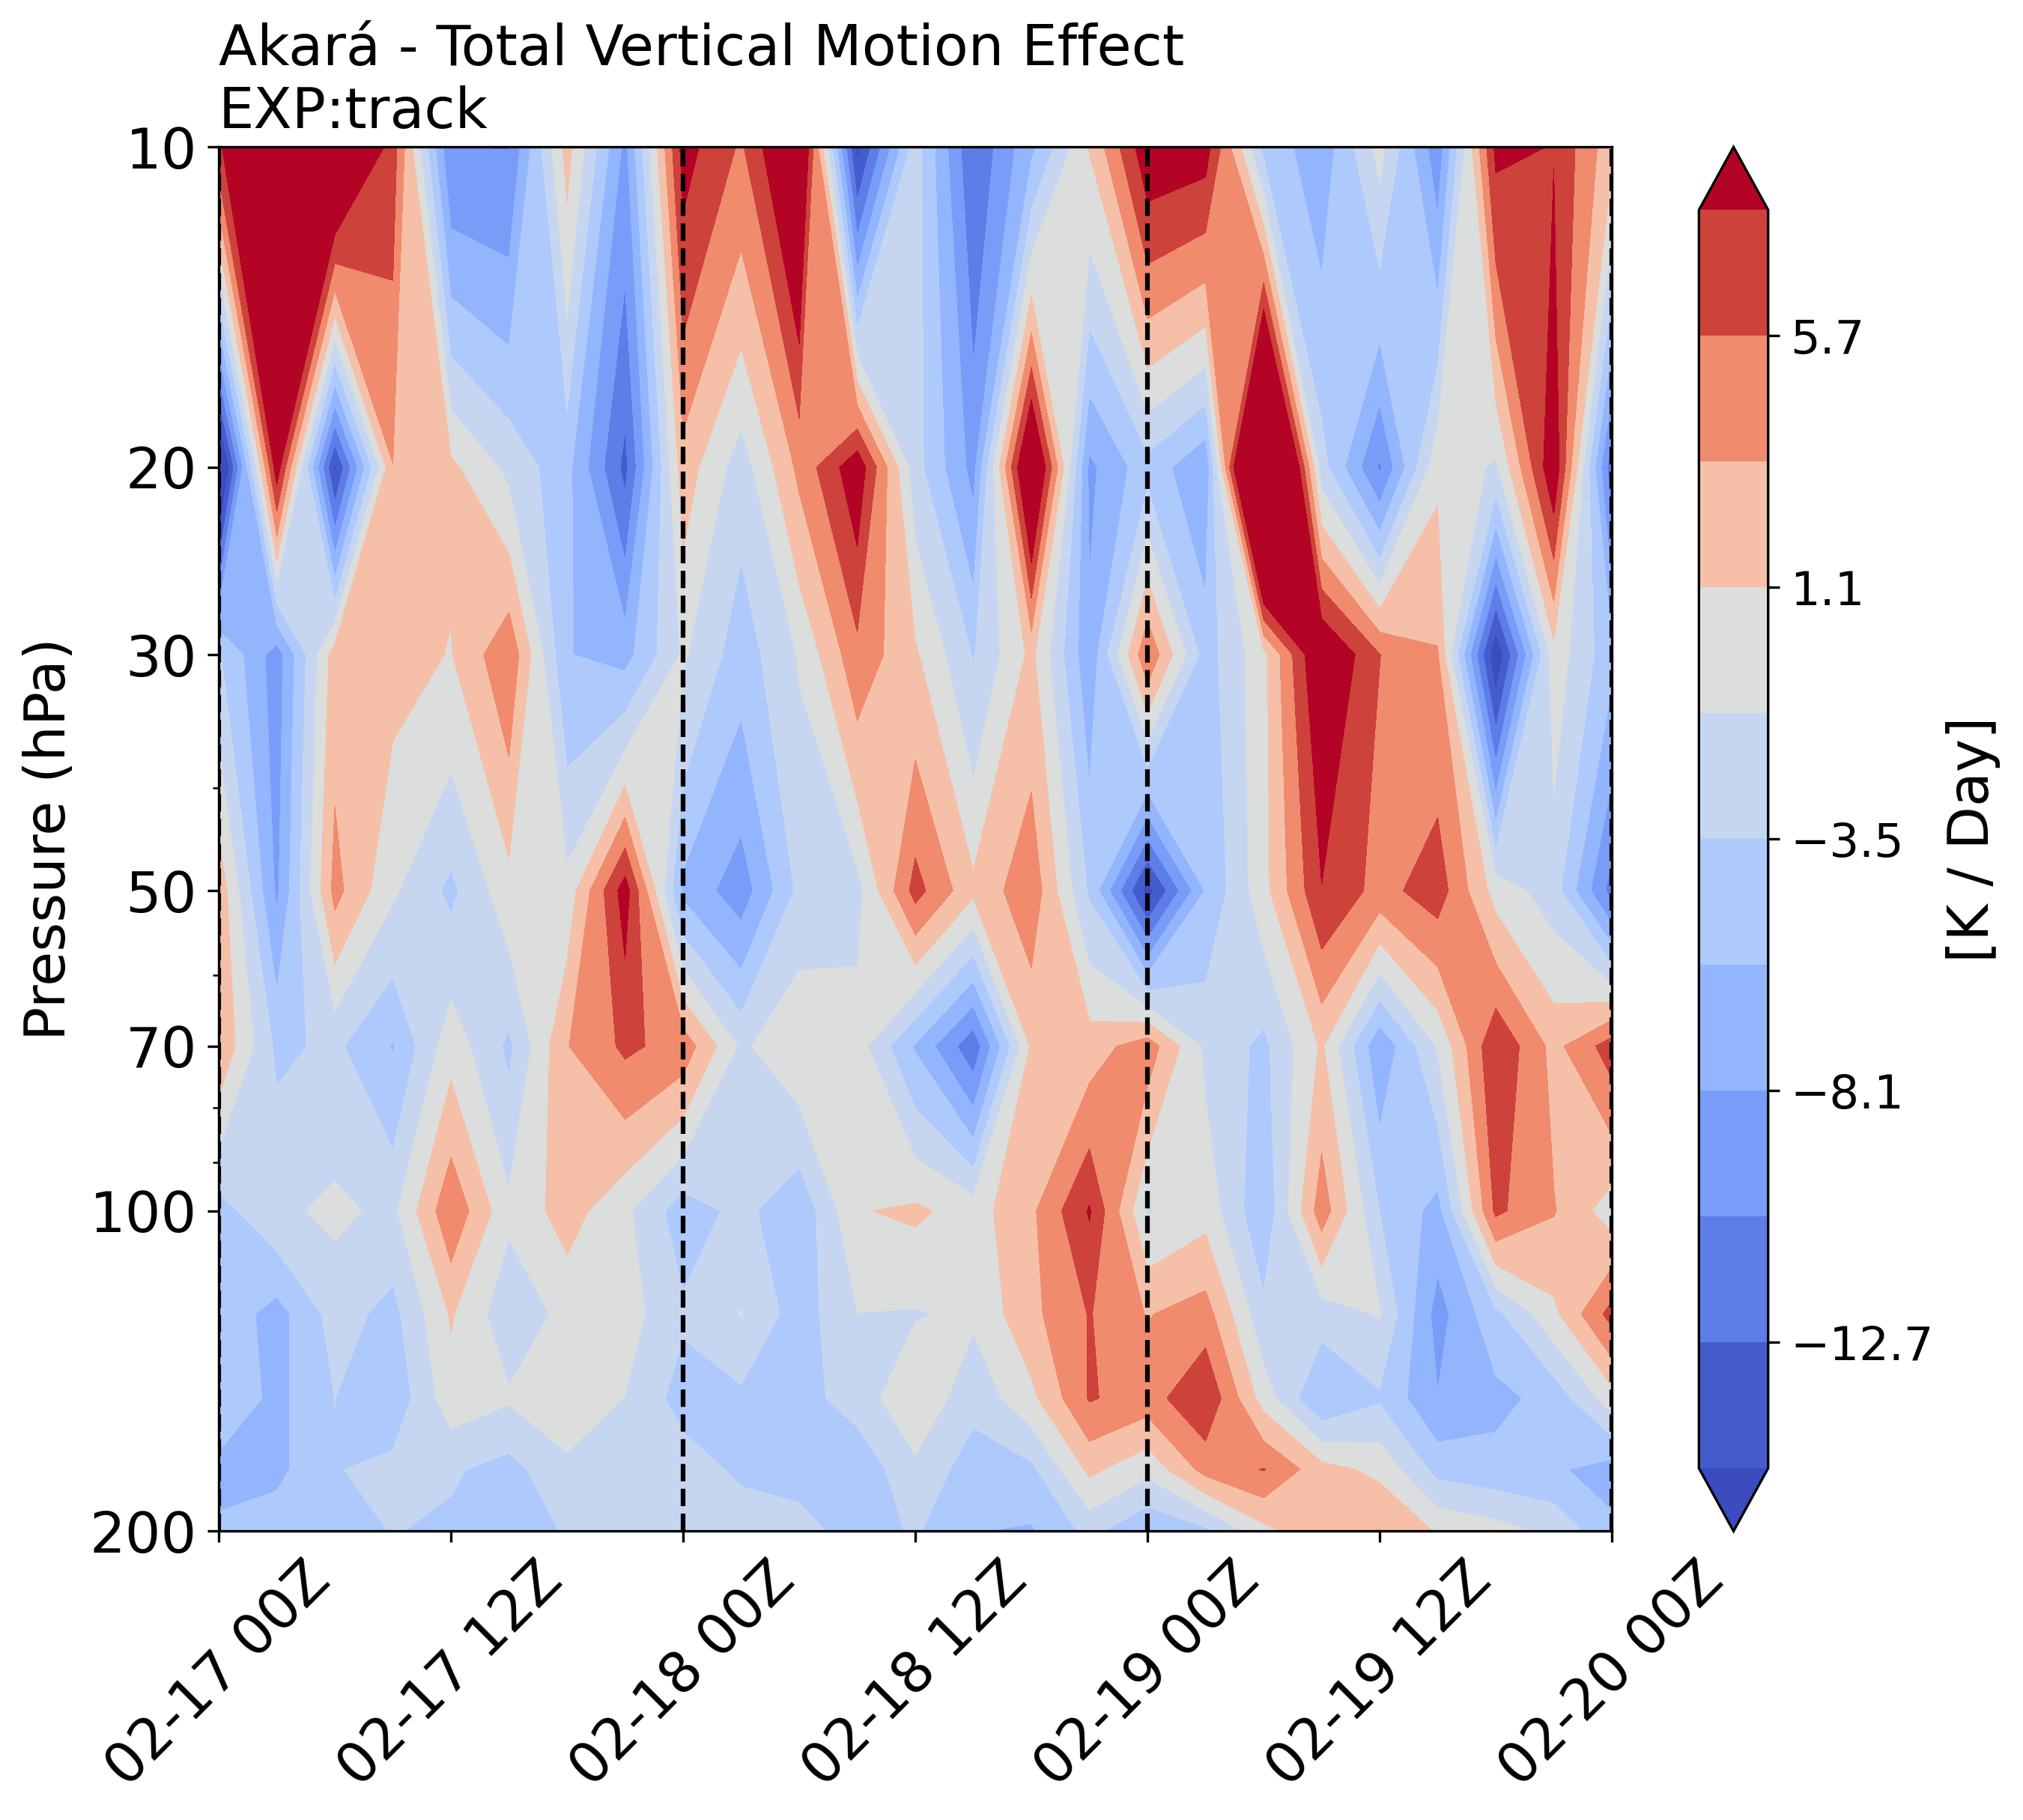 Akará - Total Vertical Motion Effect
EXP:track
10
20
30
50
70
100
200
Pressure (hPa)
02-17 00Z
02-17 12Z
02-18 00Z
02-18 12Z
02-19 00Z
02-19 12Z
02-20 00Z
5.7
1.1
−3.5
−8.1
−12.7
[K / Day]